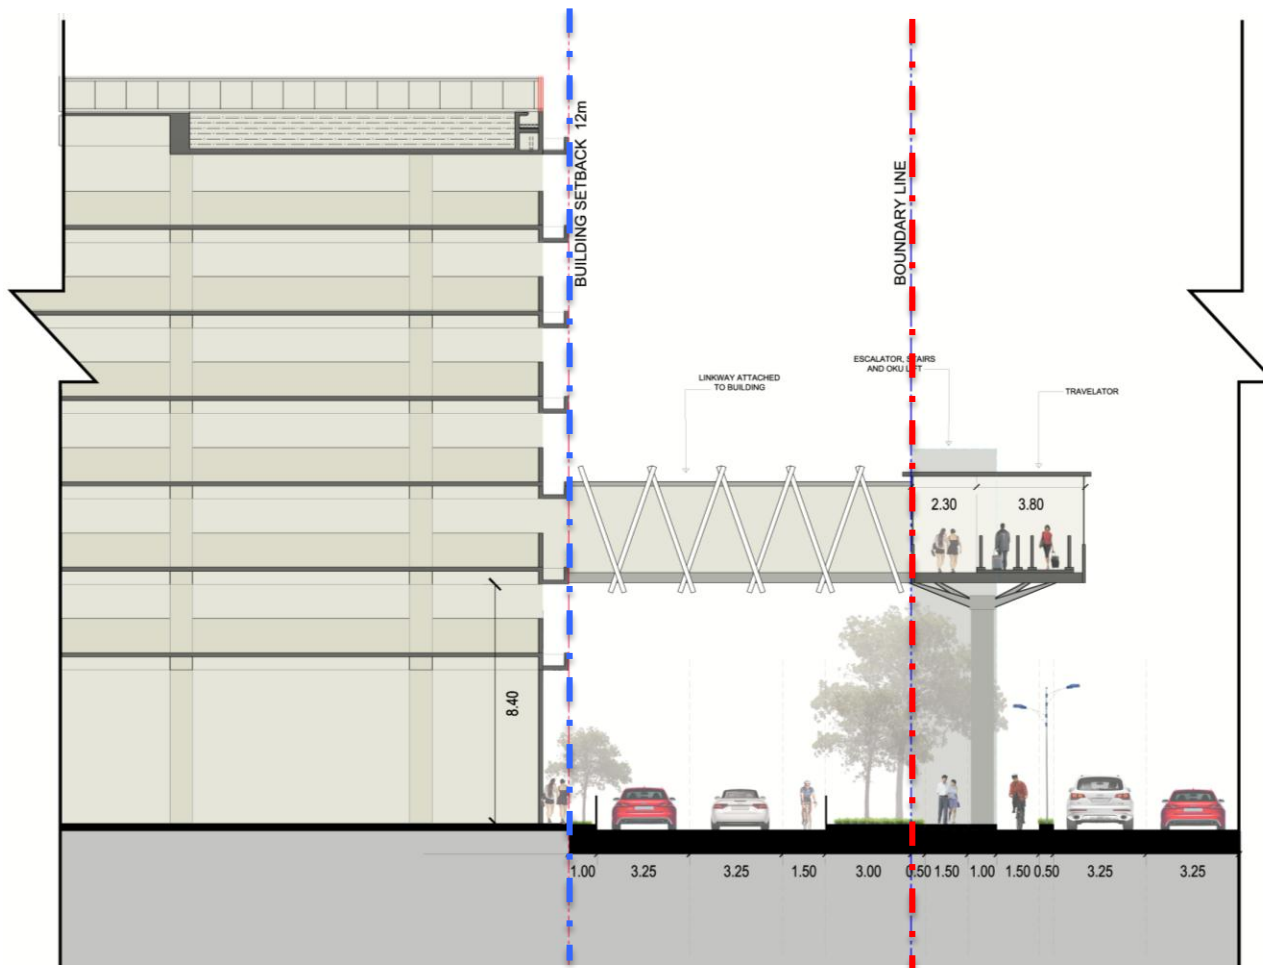 BUILDING SETBACK 12m
BOUNDARY LINE
ESCALATOR, STAIRS
AND OKU LIFT
LINKWAY ATTACHED
TO BUILDING
TRAVELATOR
2.30 3.80
8.40
1.00 3.25 3.25 1.50 3.00 0.50 1.50 1.00 1.50 0.50 3.25 3.25